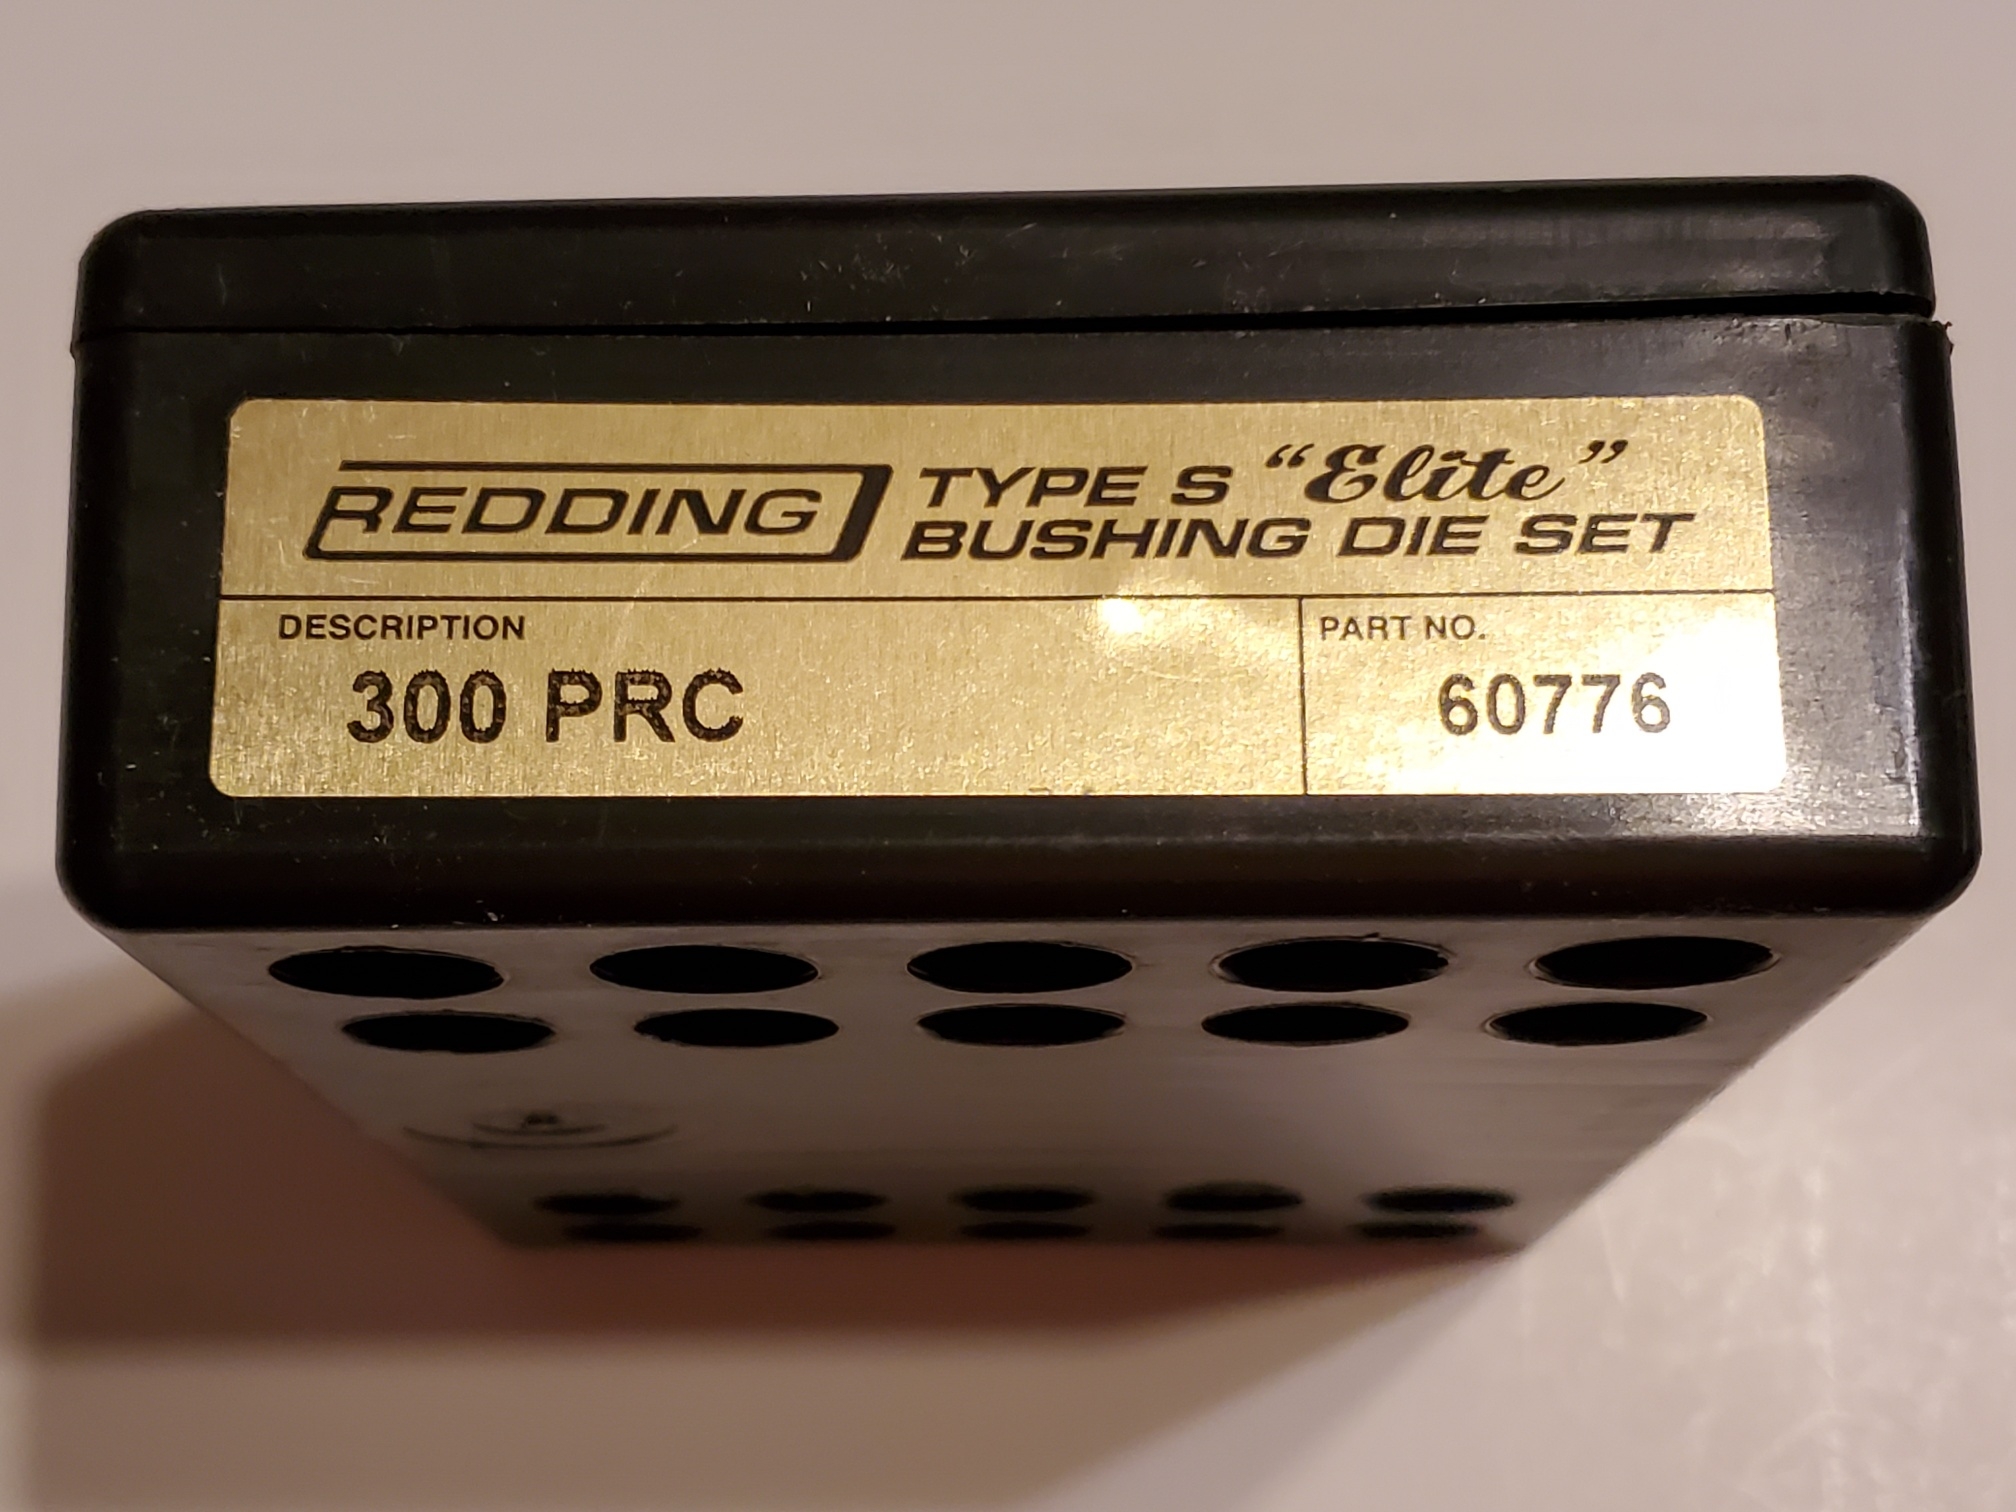 REDDING TYPE S “Elite”
BUSHING DIE SET
DESCRIPTION
300 PRC
PART NO.
60776